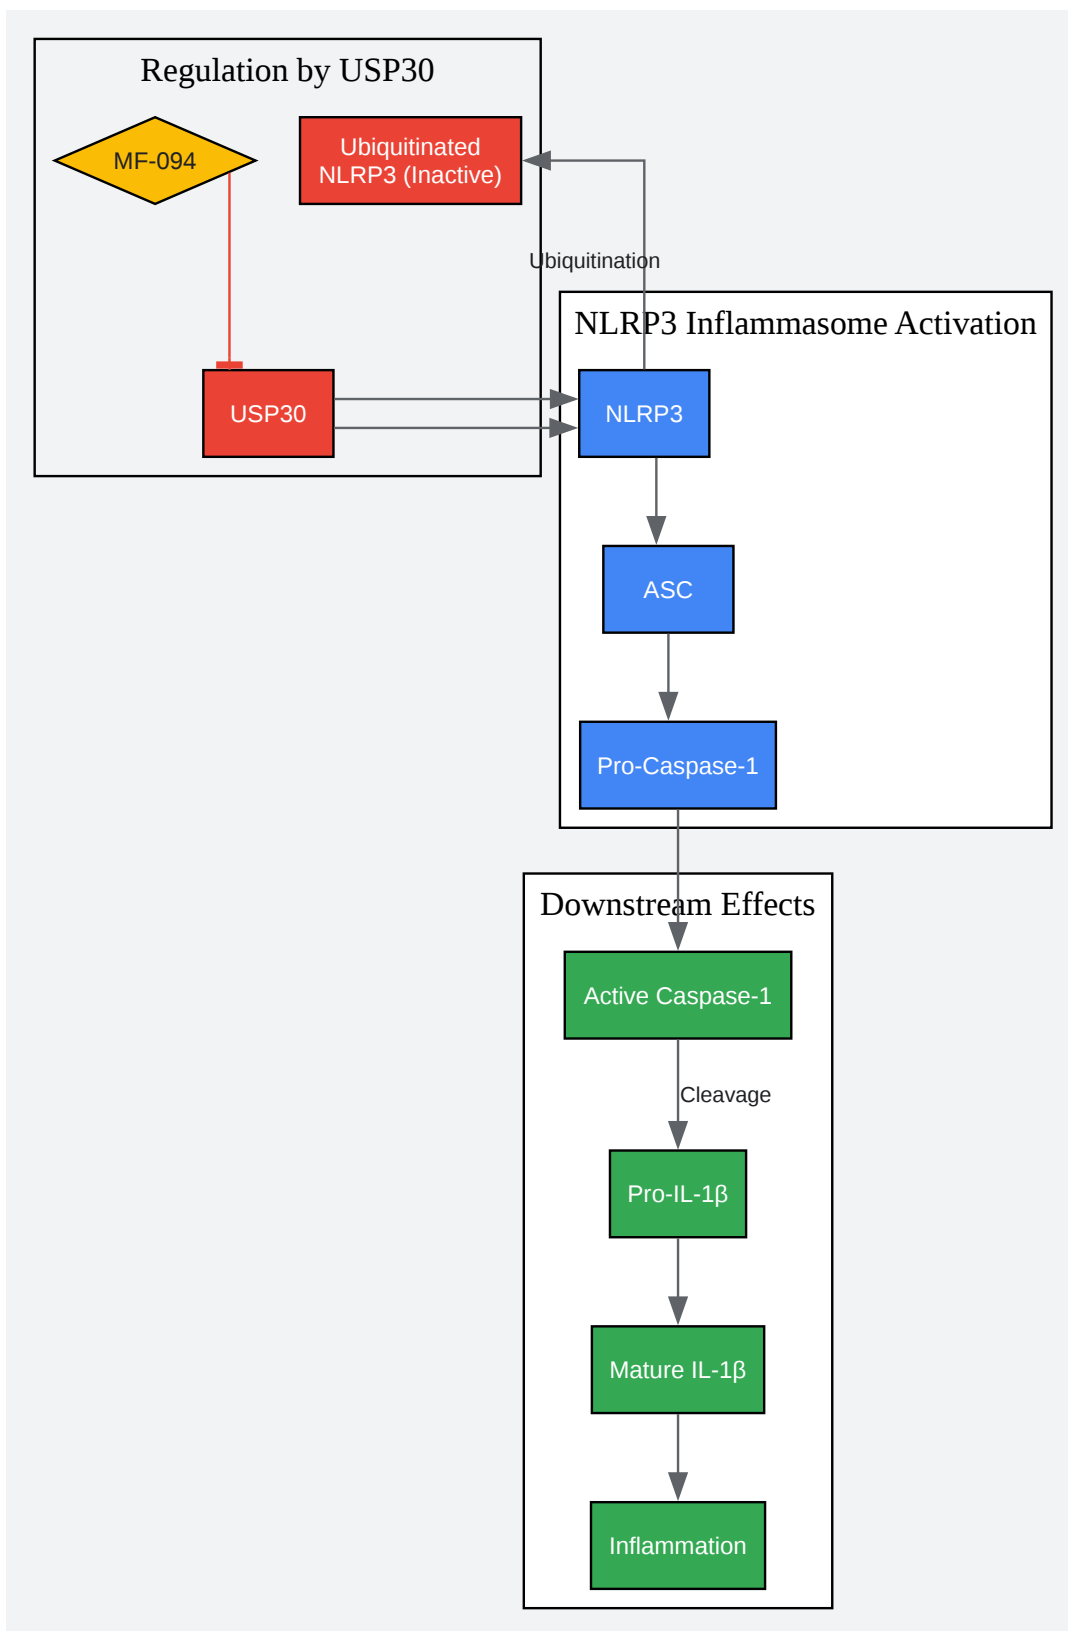 Regulation by USP30
MF-094
Ubiquitinated
NLRP3 (Inactive)
Ubiquitination
NLRP3 Inflammasome Activation
USP30
NLRP3
ASC
Pro-Caspase-1
Downstream Effects
Active Caspase-1
Cleavage
Pro-IL-1β
Mature IL-1β
Inflammation